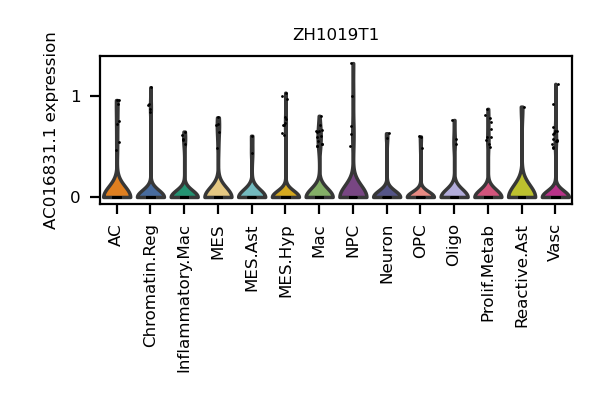 ZH1019T1
AC016831.1 expression
1
0
AC
Chromatin.Reg
Inflammatory.Mac
MES
MES.Ast
MES.Hyp
Mac
NPC
Neuron
OPC
Oligo
Prolif.Metab
Reactive.Ast
Vasc